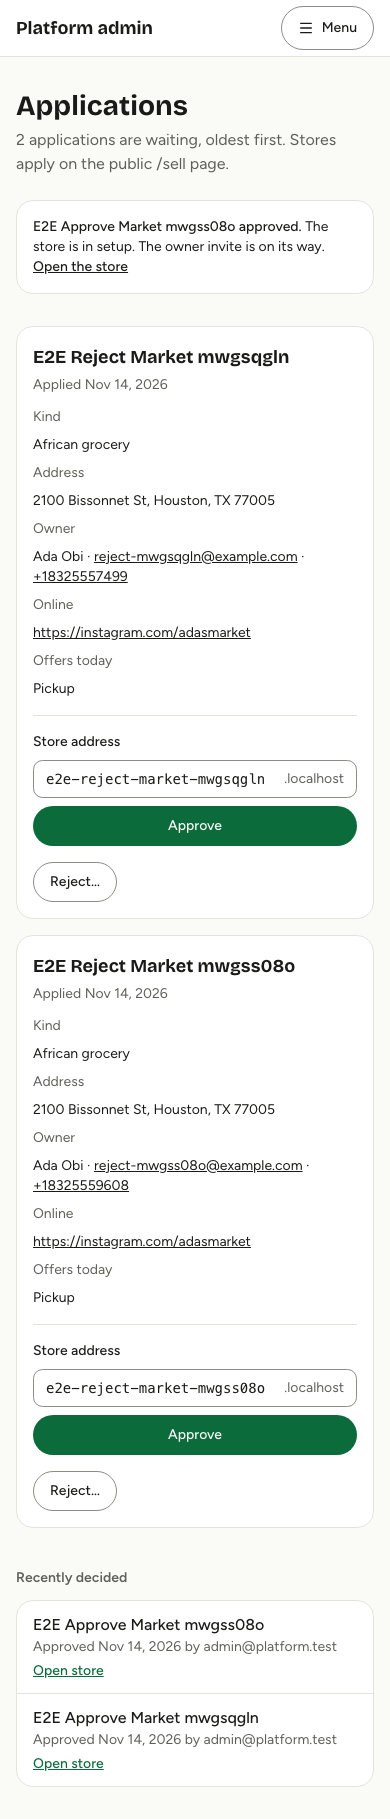 Platform admin
Menu
Applications
2 applications are waiting, oldest first. Stores
apply on the public /sell page.
E2E Approve Market mwgss08o approved. The
store is in setup. The owner invite is on its way.
Open the store
E2E Reject Market mwgsqgln
Applied Nov 14, 2026
Kind
African grocery
Address
2100 Bissonnet St, Houston, TX 77005
Owner
Ada Obi · reject-mwgsqgln@example.com ·
+18325557499
Online
https://instagram.com/adasmarket
Offers today
Pickup
Store address
e2e-reject-market-mwgsqgln .localhost
Approve
Reject...
E2E Reject Market mwgss08o
Applied Nov 14, 2026
Kind
African grocery
Address
2100 Bissonnet St, Houston, TX 77005
Owner
Ada Obi · reject-mwgss08o@example.com ·
+18325559608
Online
https://instagram.com/adasmarket
Offers today
Pickup
Store address
e2e-reject-market-mwgss08o .localhost
Approve
Reject...
Recently decided
E2E Approve Market mwgss08o
Approved Nov 14, 2026 by admin@platform.test
Open store
E2E Approve Market mwgsqgln
Approved Nov 14, 2026 by admin@platform.test
Open store